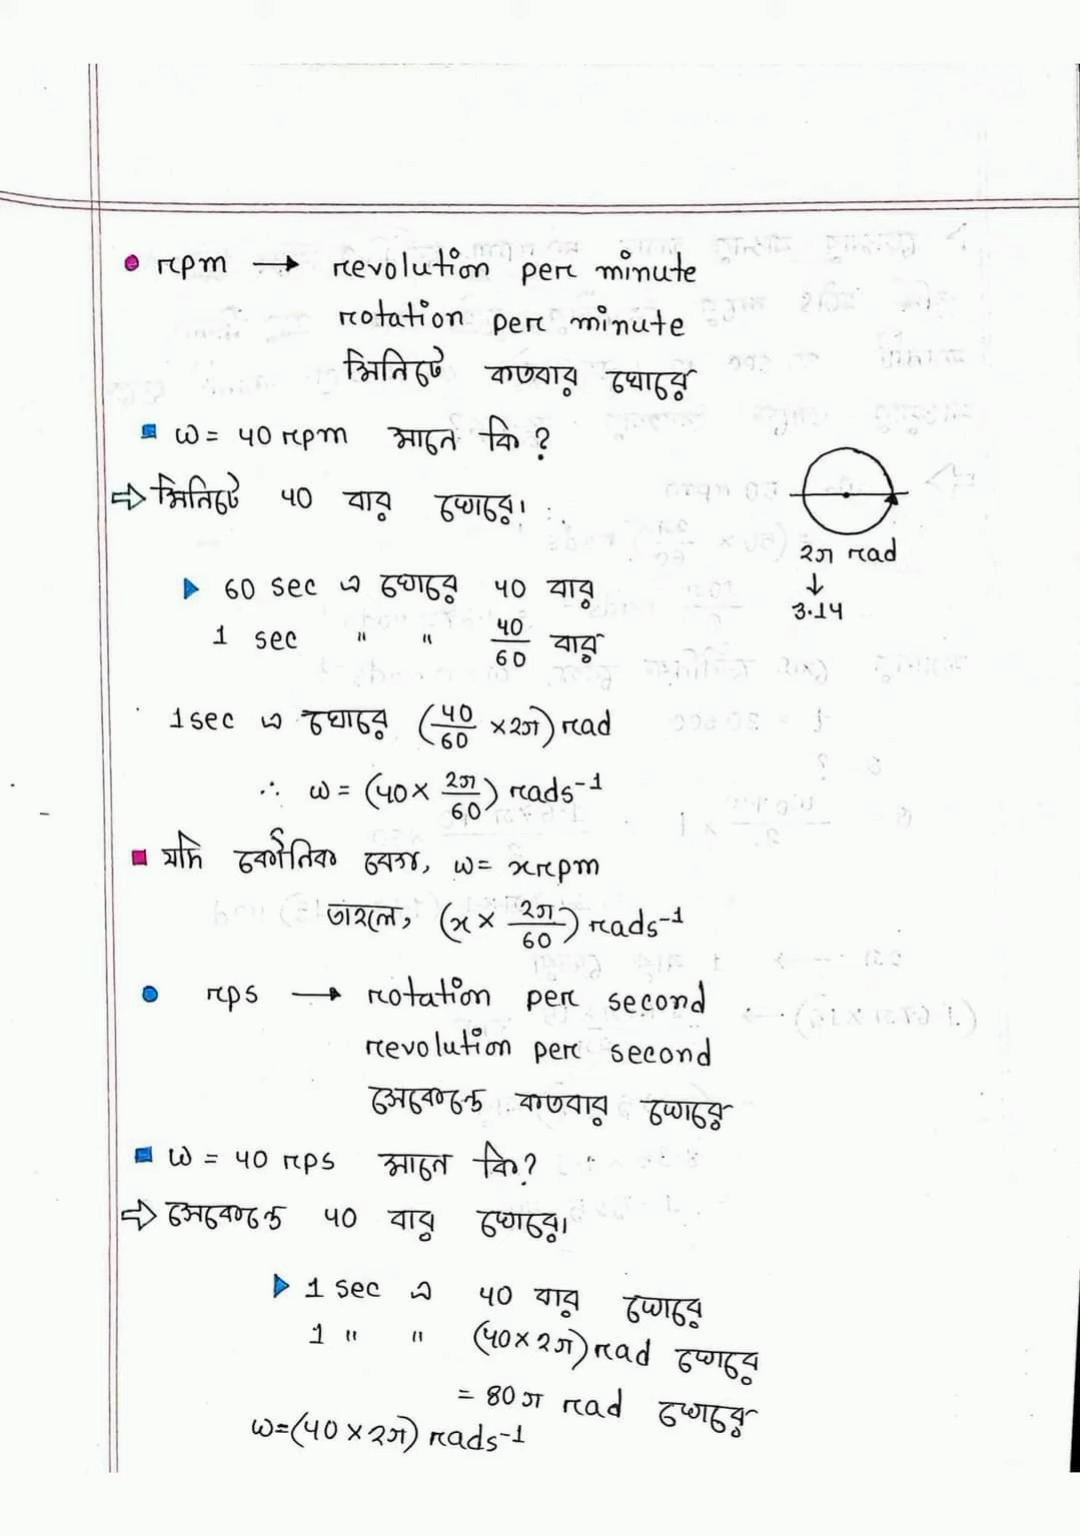 rpm → revolution per minute
rotation per minute
মিনিটে কতবার ঘোরে
ω = 40 rpm মানে কি?
⇒ মিনিটে 40 বার ঘোরে।
2π rad
↓
3.14
60 sec এ ঘোরে 40 বার
1 sec " " 40/60 বার
1sec এ ঘোরে (40/60 ×2π) rad
∴ ω = (40× 2π/60) rads⁻¹
যদি কৌনিক বেগ, ω= x rpm
তাহলে, (x × 2π/60) rads⁻¹
rps → rotation per second
revolution per second
সেকেন্ডে কতবার ঘোরে
ω = 40 rps মানে কি?
⇒ সেকেন্ডে 40 বার ঘোরে।
1 sec এ 40 বার ঘোরে
1 " " (40×2π) rad ঘোরে
= 80π rad ঘোরে
ω=(40×2π) rads⁻¹